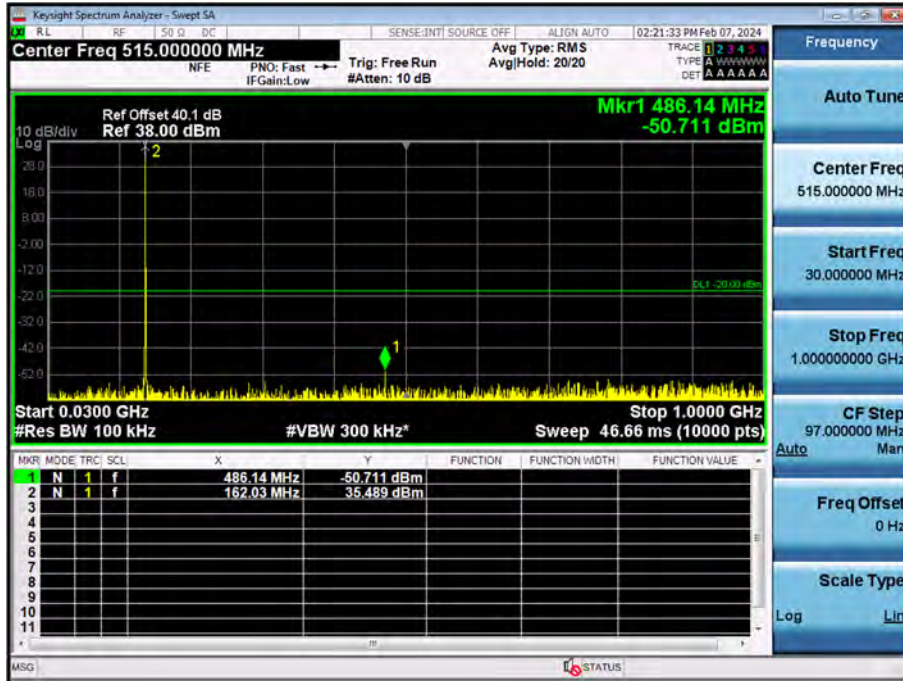 Keysight Spectrum Analyzer - Swept SA
RL RF 50 Ω DC SENSE:INT SOURCE OFF ALIGN AUTO 02:21:33 PM Feb 07, 2024
Center Freq 515.000000 MHz Avg Type: RMS TRACE 1 2 3 4 5 6
NFE PNO: Fast Trig: Free Run Avg|Hold: 20/20 TYPE A WWWWW
IFGain:Low #Atten: 10 dB DET A A A A A A
Mkr1 486.14 MHz
-50.711 dBm
Ref Offset 40.1 dB
10 dB/div Ref 38.00 dBm
Log
2
28.0
18.0
8.00
-2.00
-12.0
DL1 -20.00 dBm
-22.0
-32.0
-42.0
1
-52.0
Start 0.0300 GHz Stop 1.0000 GHz
#Res BW 100 kHz #VBW 300 kHz* Sweep 46.66 ms (10000 pts)
MKR MODE TRC SCL X Y FUNCTION FUNCTION WIDTH FUNCTION VALUE
1 N 1 f 486.14 MHz -50.711 dBm
2 N 1 f 162.03 MHz 35.489 dBm
3
4
5
6
7
8
9
10
11
MSG STATUS
Frequency
Auto Tune
Center Freq
515.000000 MHz
Start Freq
30.000000 MHz
Stop Freq
1.000000000 GHz
CF Step
97.000000 MHz
Auto Man
Freq Offset
0 Hz
Scale Type
Log Lin